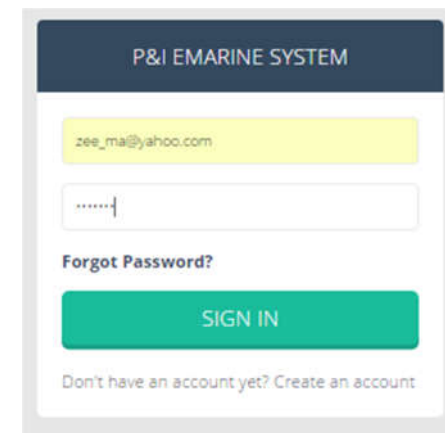 P&I EMARINE SYSTEM
zee_ma@yahoo.com
Forgot Password?
SIGN IN
Don't have an account yet? Create an account